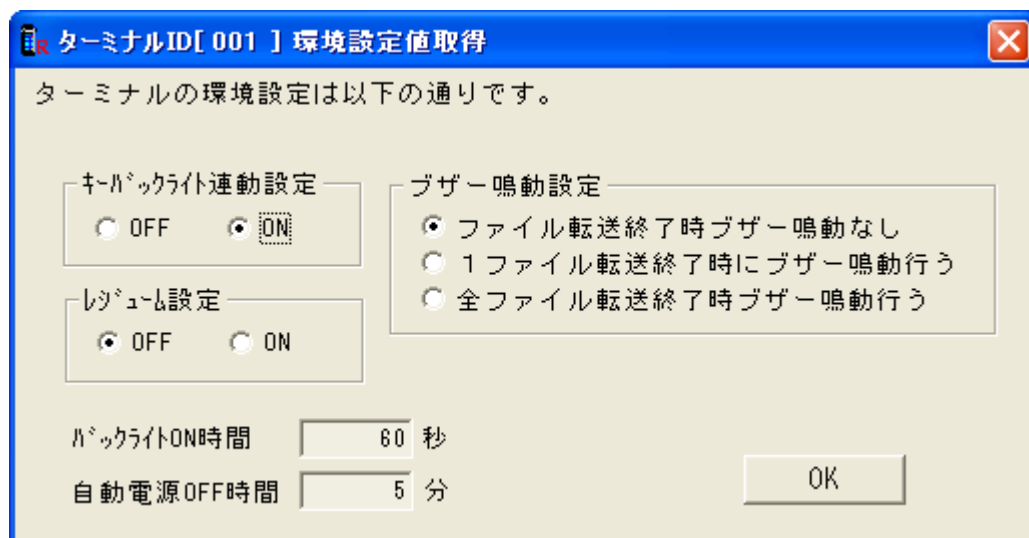 ターミナルID[ 001 ] 環境設定値取得
ターミナルの環境設定は以下の通りです。
ｷｰﾊﾞｯｸﾗｲﾄ連動設定
OFF ON
ブザー鳴動設定
ファイル転送終了時ブザー鳴動なし
１ファイル転送終了時にブザー鳴動行う
全ファイル転送終了時ブザー鳴動行う
ﾚｼﾞｭｰﾑ設定
OFF ON
ﾊﾞｯｸﾗｲﾄON時間 60 秒
自動電源OFF時間 5 分
OK